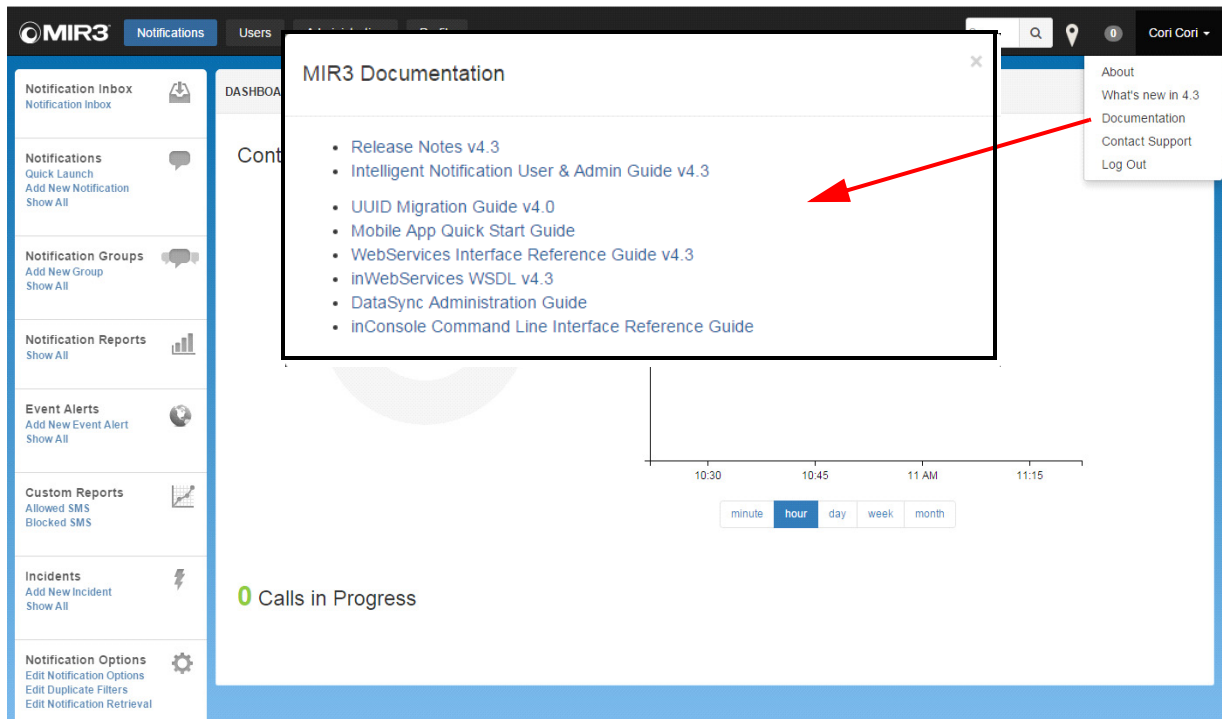 MIR3
Notifications
Users
0
Cori Cori
About
What's new in 4.3
Documentation
Contact Support
Log Out
Notification Inbox
Notification Inbox
Notifications
Quick Launch
Add New Notification
Show All
Notification Groups
Add New Group
Show All
Notification Reports
Show All
Event Alerts
Add New Event Alert
Show All
Custom Reports
Allowed SMS
Blocked SMS
Incidents
Add New Incident
Show All
Notification Options
Edit Notification Options
Edit Duplicate Filters
Edit Notification Retrieval
DASHBOA
Cont
MIR3 Documentation
×
• Release Notes v4.3
• Intelligent Notification User & Admin Guide v4.3
• UUID Migration Guide v4.0
• Mobile App Quick Start Guide
• WebServices Interface Reference Guide v4.3
• inWebServices WSDL v4.3
• DataSync Administration Guide
• inConsole Command Line Interface Reference Guide
10:30 10:45 11 AM 11:15
minute hour day week month
0 Calls in Progress